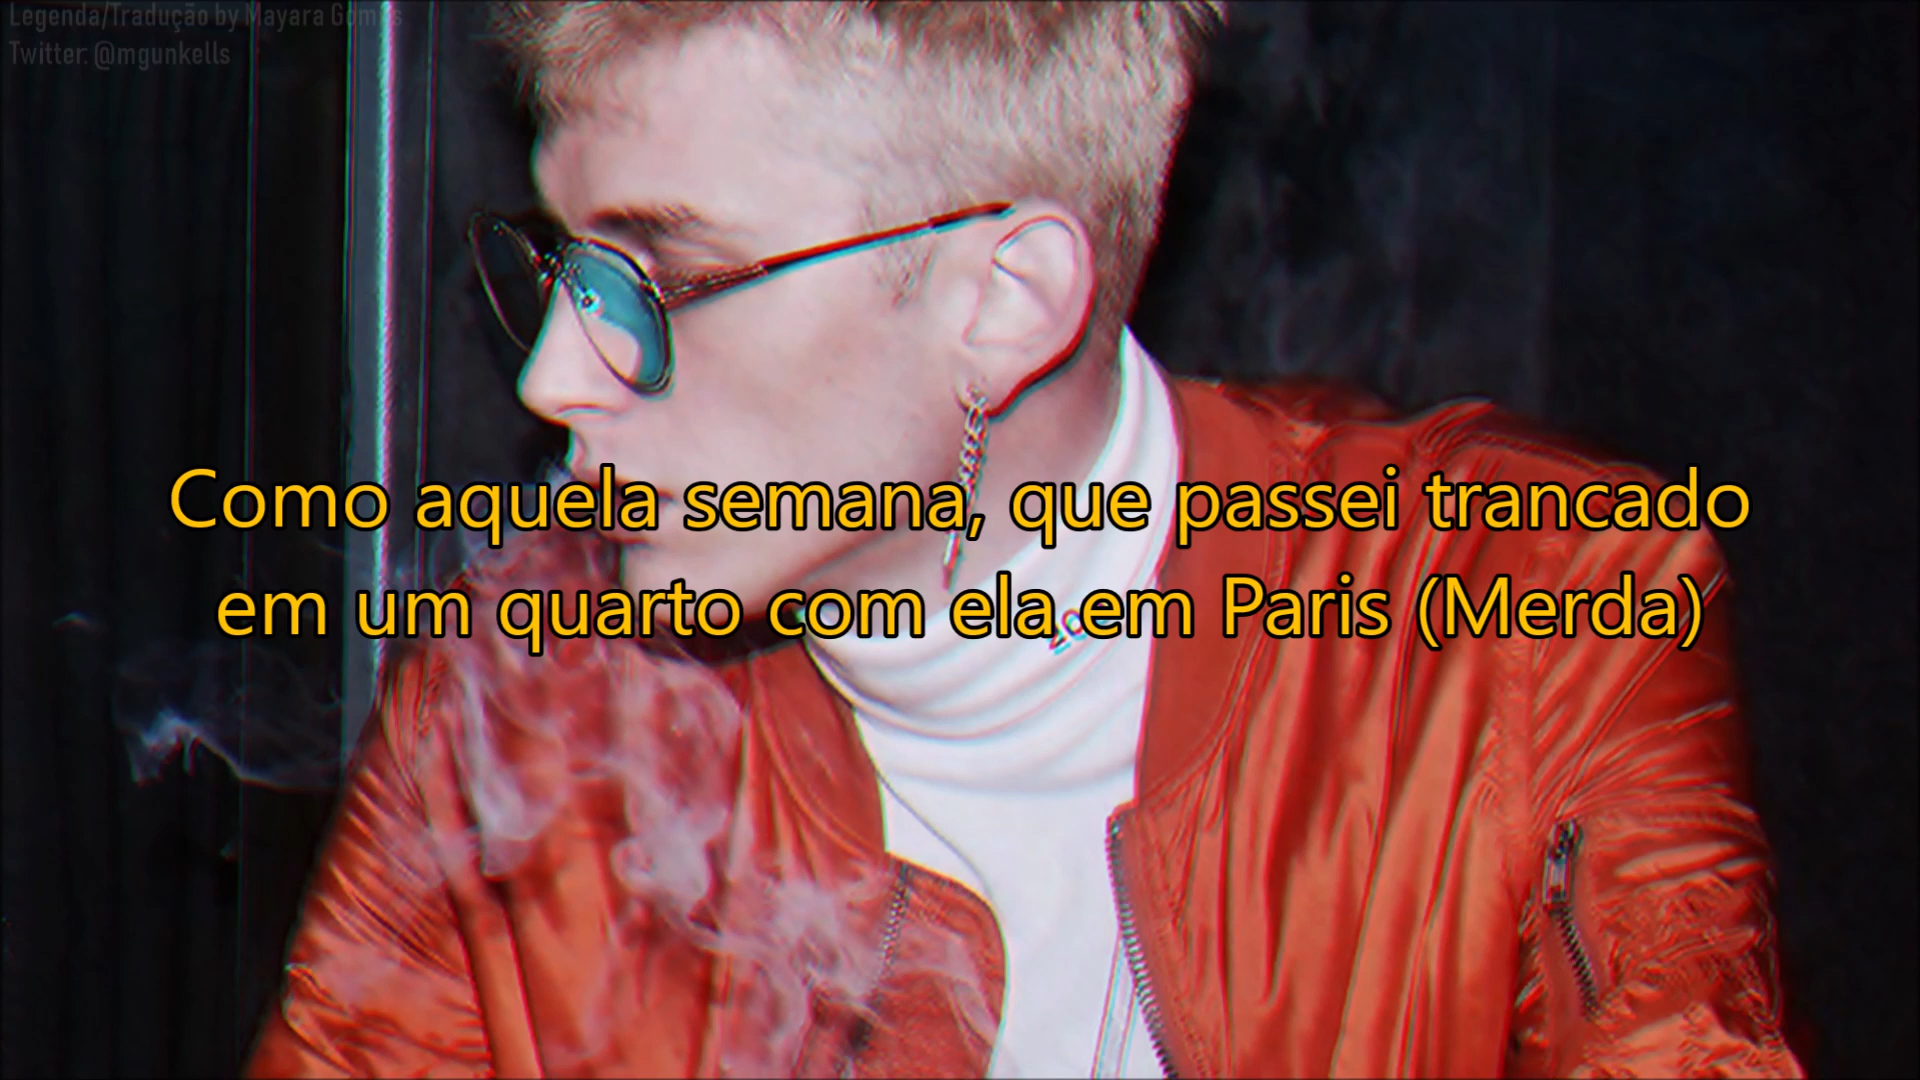 Legenda/Tradução by Mayara Gomes
Twitter: @mgunkells
Como aquela semana, que passei trancado
em um quarto com ela em Paris (Merda)